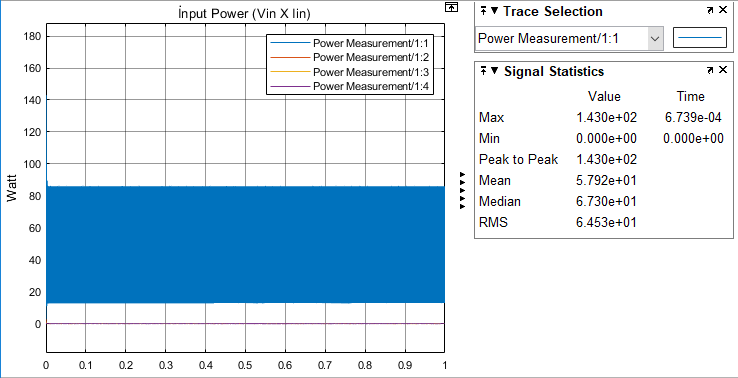 İnput Power (Vin X Iin)
180
160
140
120
100
80
60
40
20
0
Watt
0 0.1 0.2 0.3 0.4 0.5 0.6 0.7 0.8 0.9 1
Power Measurement/1:1
Power Measurement/1:2
Power Measurement/1:3
Power Measurement/1:4
Trace Selection
Power Measurement/1:1
Signal Statistics
Value Time
Max 1.430e+02 6.739e-04
Min 0.000e+00 0.000e+00
Peak to Peak 1.430e+02
Mean 5.792e+01
Median 6.730e+01
RMS 6.453e+01